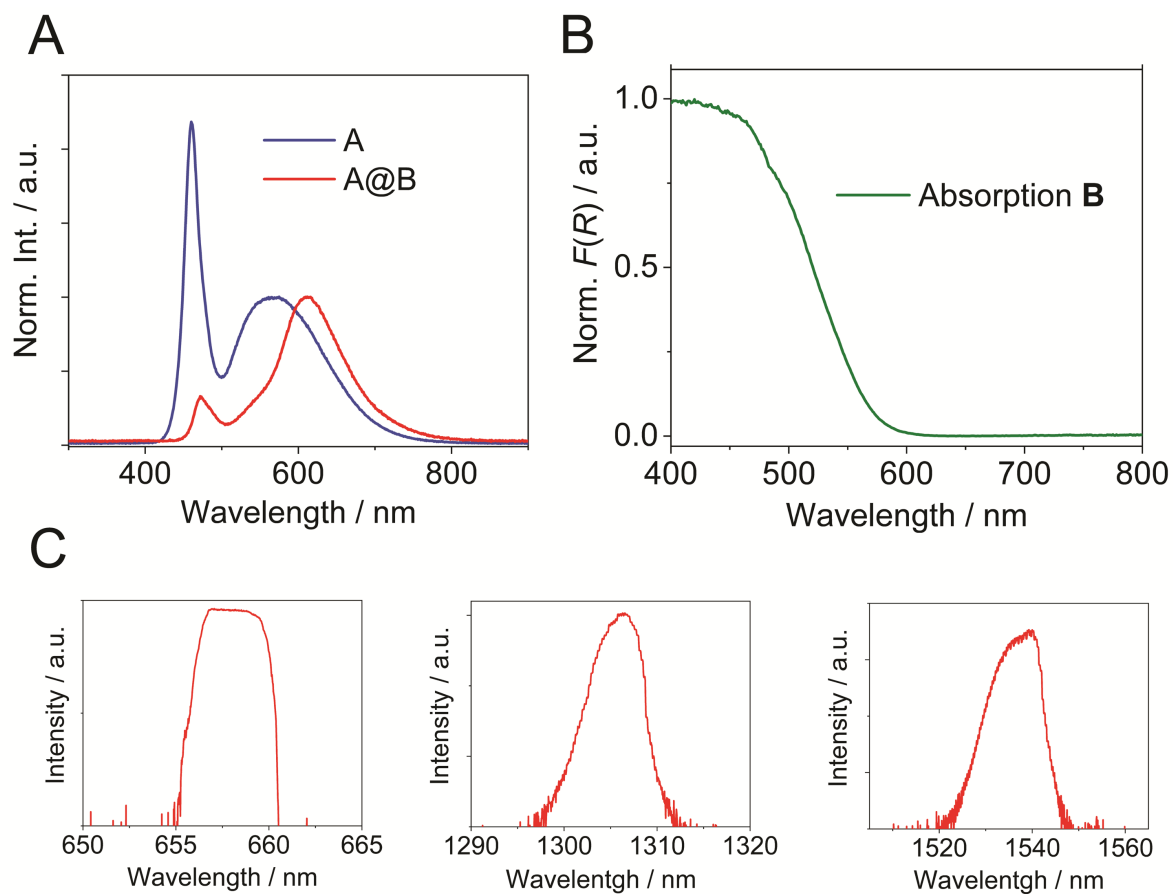 A
Norm. Int. / a.u.
A
A@B
400 600 800
Wavelength / nm
B
Norm. F(R) / a.u.
1.0
0.5
0.0
Absorption B
400 500 600 700 800
Wavelength / nm
C
Intensity / a.u.
650 655 660 665
Wavelength / nm
Intensity / a.u.
1290 1300 1310 1320
Wavelentgh / nm
Intensity / a.u.
1520 1540 1560
Wavelength / nm